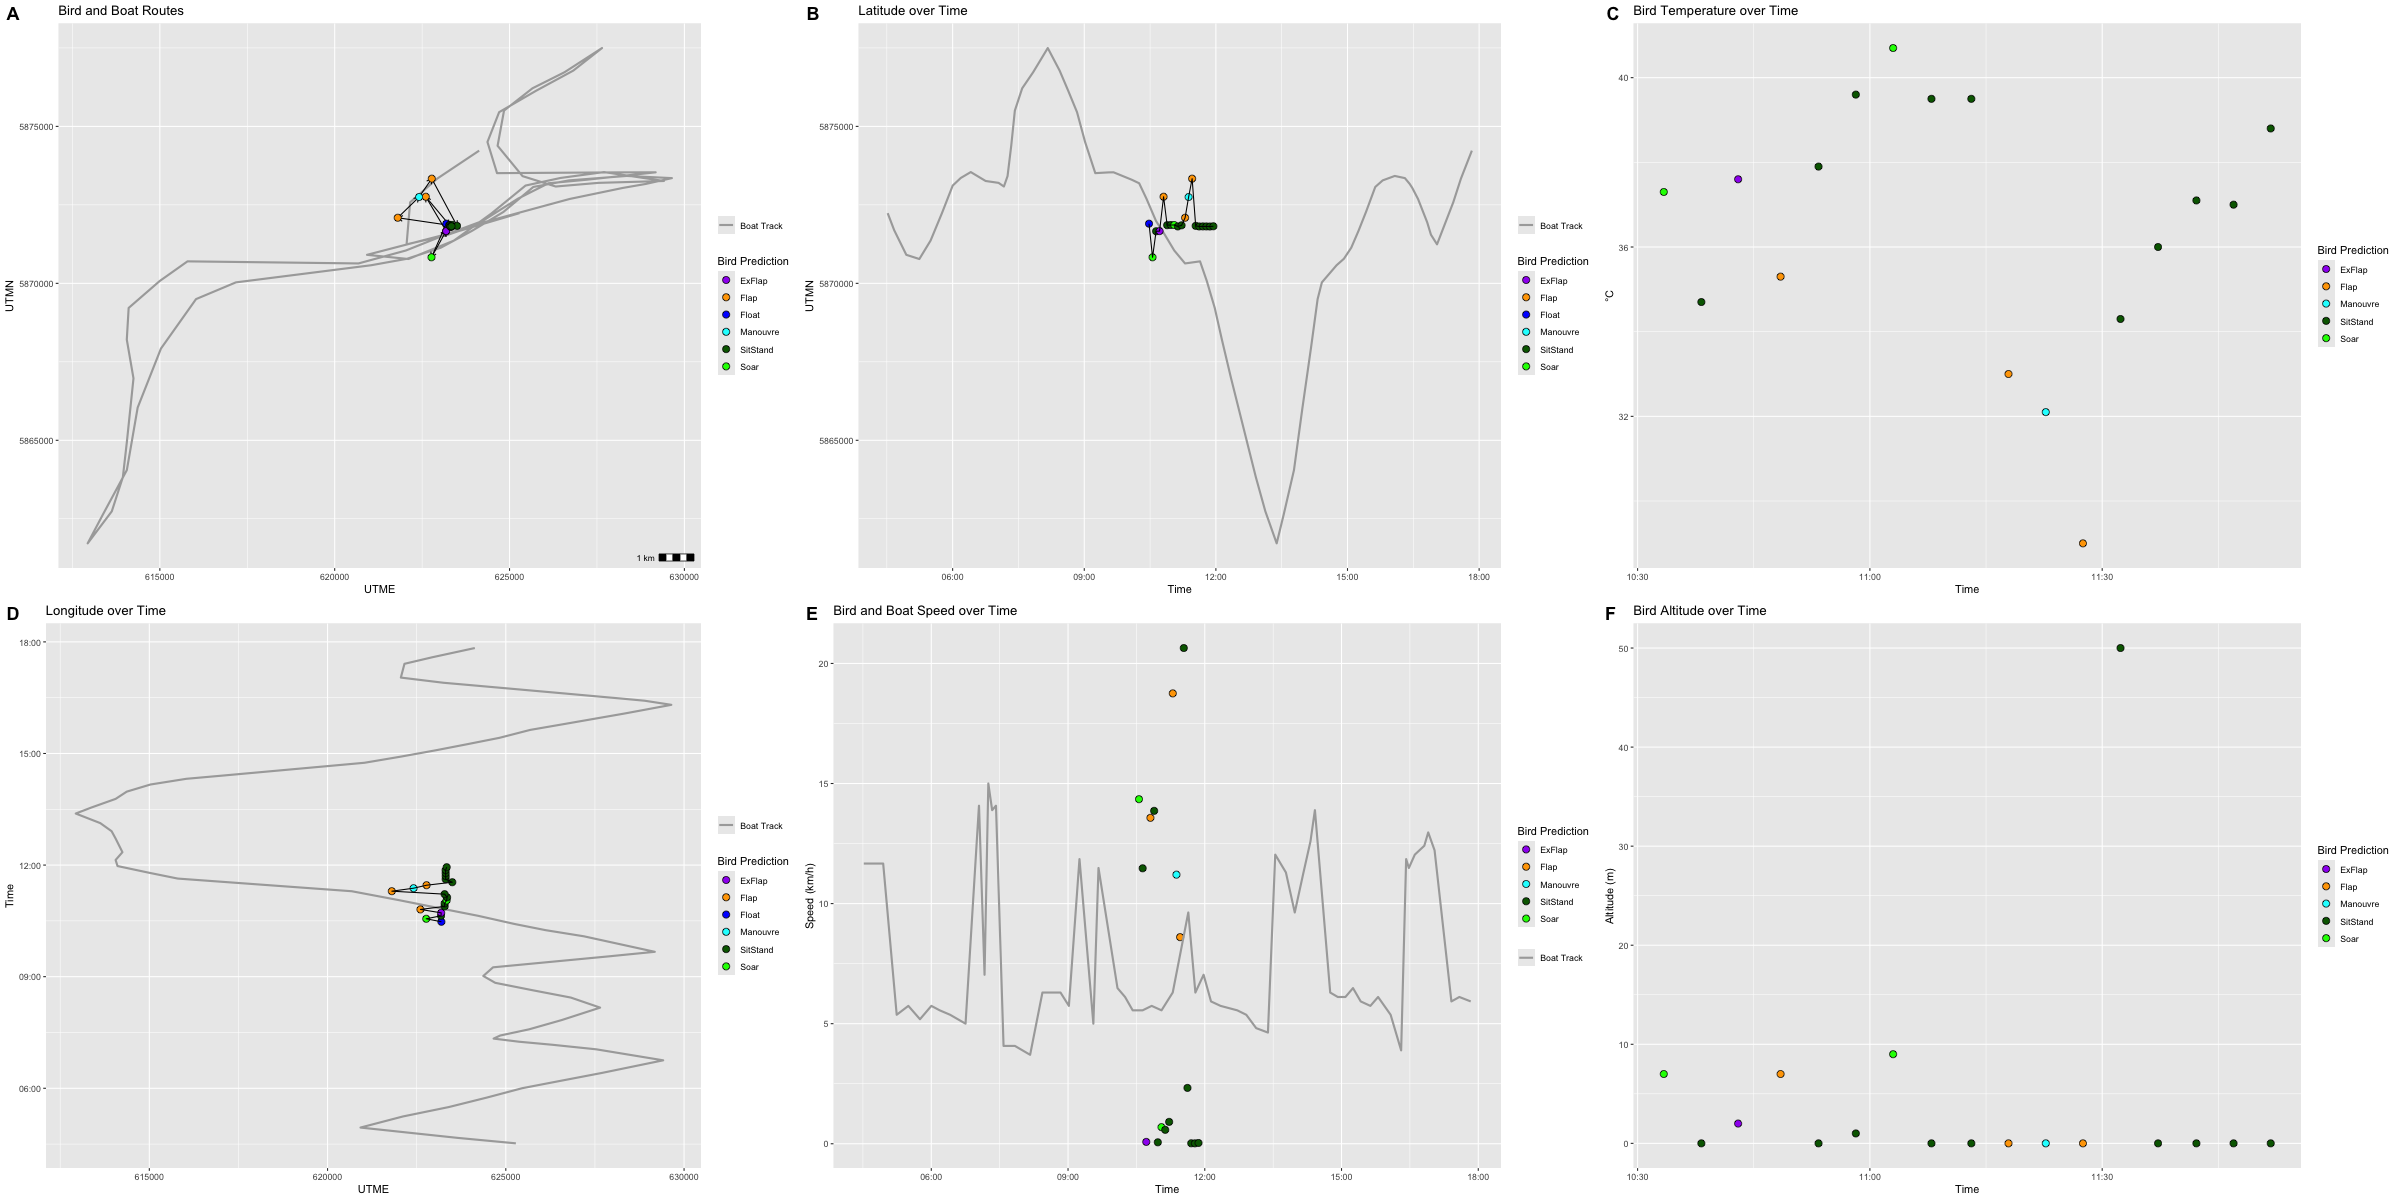 A Bird and Boat Routes
5875000
5870000
5865000
UTMN
615000 620000 625000 630000
UTME
1 km
Boat Track
Bird Prediction
ExFlap
Flap
Float
Manouvre
SitStand
Soar
B Latitude over Time
5875000
5870000
5865000
UTMN
06:00 09:00 12:00 15:00 18:00
Time
Boat Track
Bird Prediction
ExFlap
Flap
Float
Manouvre
SitStand
Soar
C Bird Temperature over Time
40
36
32
°C
10:30 11:00 11:30
Time
Bird Prediction
ExFlap
Flap
Manouvre
SitStand
Soar
D Longitude over Time
18:00
15:00
12:00
09:00
06:00
Time
615000 620000 625000 630000
UTME
Boat Track
Bird Prediction
ExFlap
Flap
Float
Manouvre
SitStand
Soar
E Bird and Boat Speed over Time
20
15
10
5
0
Speed (km/h)
06:00 09:00 12:00 15:00 18:00
Time
Bird Prediction
ExFlap
Flap
Manouvre
SitStand
Soar
Boat Track
F Bird Altitude over Time
50
40
30
20
10
0
Altitude (m)
10:30 11:00 11:30
Time
Bird Prediction
ExFlap
Flap
Manouvre
SitStand
Soar